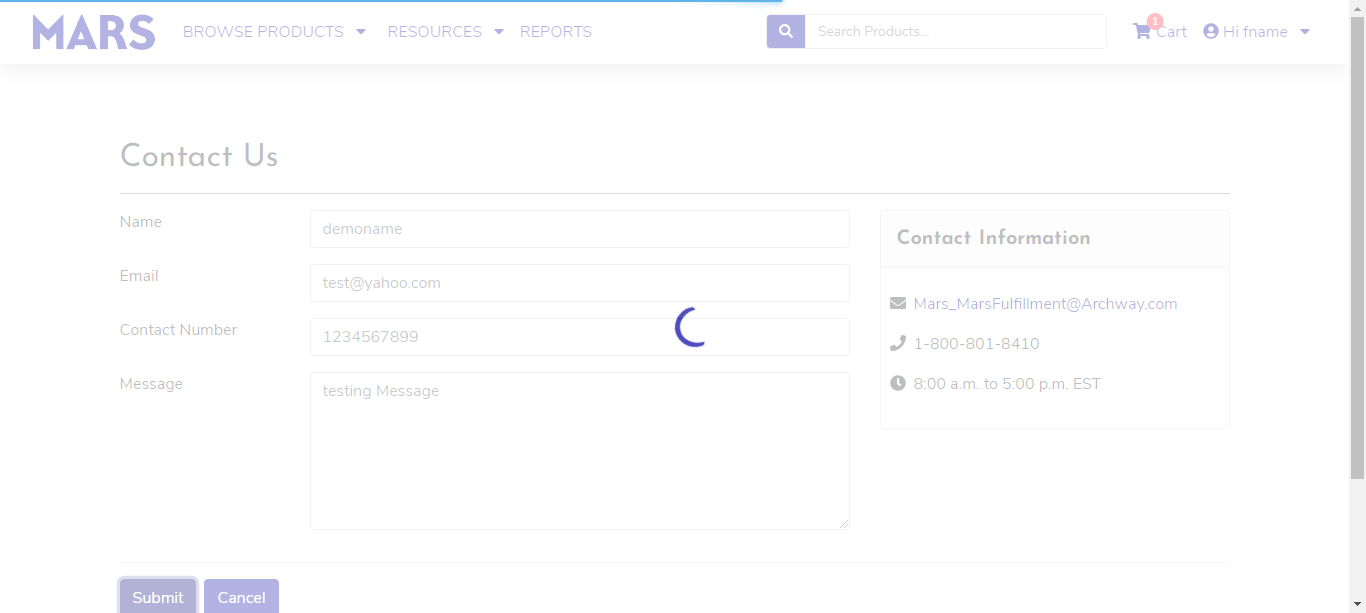 MARS BROWSE PRODUCTS RESOURCES REPORTS Search Products... 1 Cart Hi fname
Contact Us
Name demoname
Contact Information
Email test@yahoo.com
Mars_MarsFulfillment@Archway.com
Contact Number 1234567899
1-800-801-8410
Message testing Message
8:00 a.m. to 5:00 p.m. EST
Submit Cancel